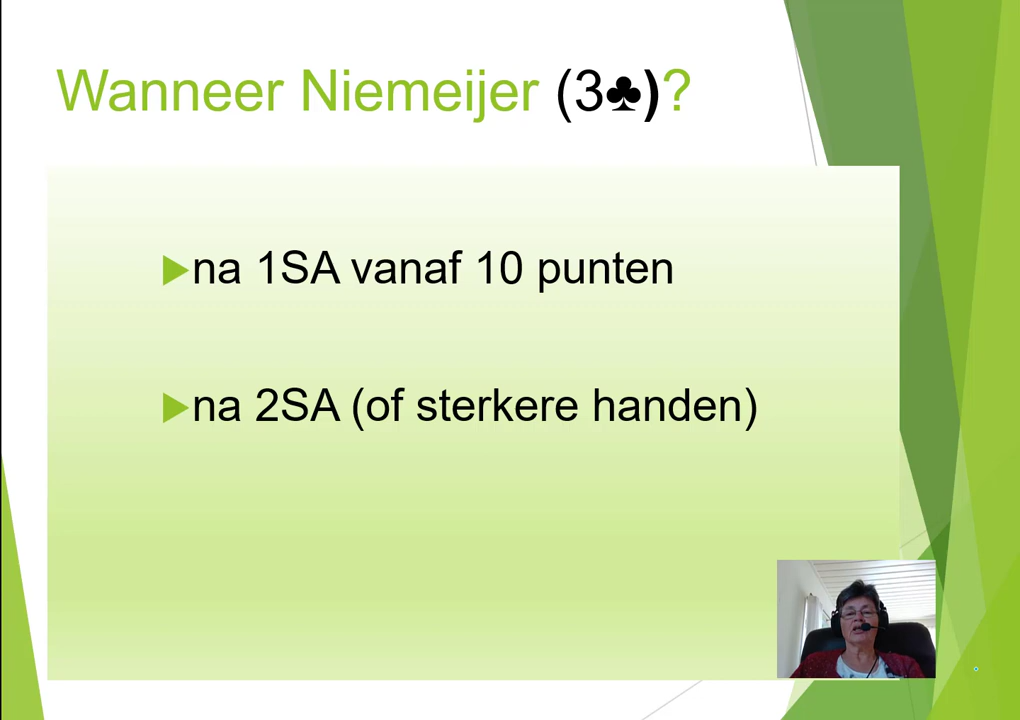 Wanneer Niemeijer (3♣)?
na 1SA vanaf 10 punten
na 2SA (of sterkere handen)